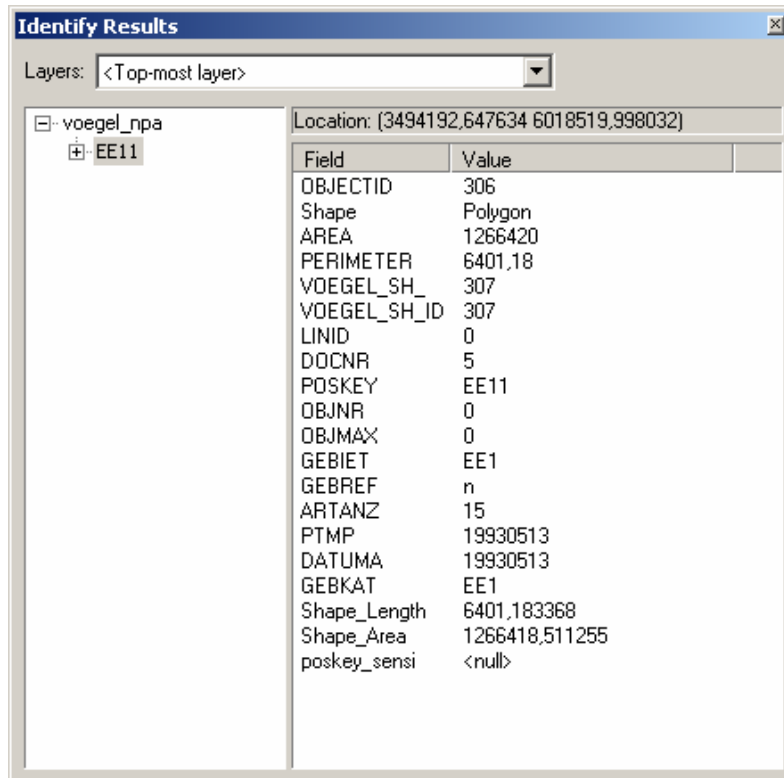 Identify Results
Layers: <Top-most layer>
voegel_npa
EE11
Location: (3494192,647634 6018519,998032)
Field Value
OBJECTID 306
Shape Polygon
AREA 1266420
PERIMETER 6401,18
VOEGEL_SH_ 307
VOEGEL_SH_ID 307
LINID 0
DOCNR 5
POSKEY EE11
OBJNR 0
OBJMAX 0
GEBIET EE1
GEBREF n
ARTANZ 15
PTMP 19930513
DATUMA 19930513
GEBKAT EE1
Shape_Length 6401,183368
Shape_Area 1266418,511255
poskey_sensi <null>